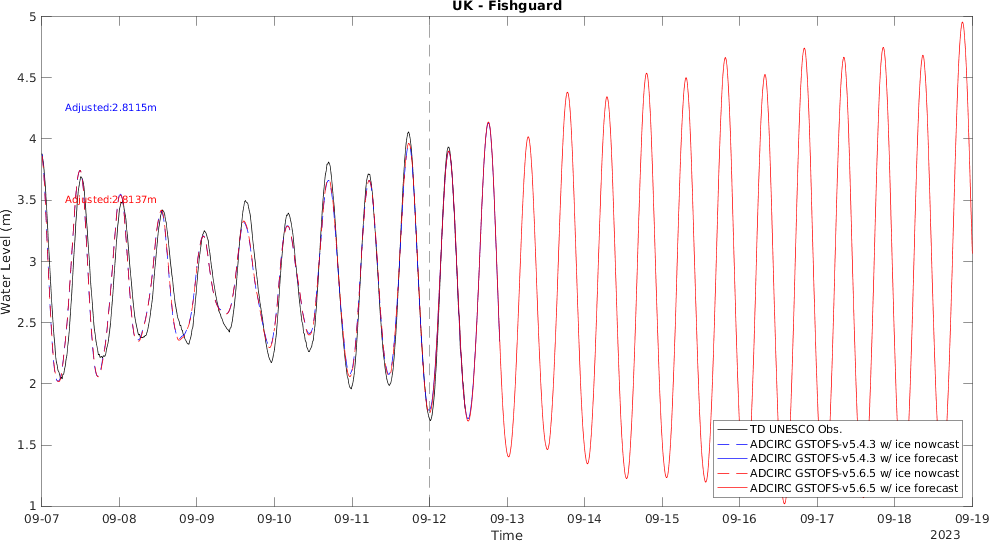 UK - Fishguard
5
4.5
4
3.5
3
2.5
2
1.5
1
Water Level (m)
Adjusted:2.8115m
Adjusted:2.8137m
TD UNESCO Obs.
ADCIRC GSTOFS-v5.4.3 w/ ice nowcast
ADCIRC GSTOFS-v5.4.3 w/ ice forecast
ADCIRC GSTOFS-v5.6.5 w/ ice nowcast
ADCIRC GSTOFS-v5.6.5 w/ ice forecast
09-07 09-08 09-09 09-10 09-11 09-12 09-13 09-14 09-15 09-16 09-17 09-18 09-19
Time
2023